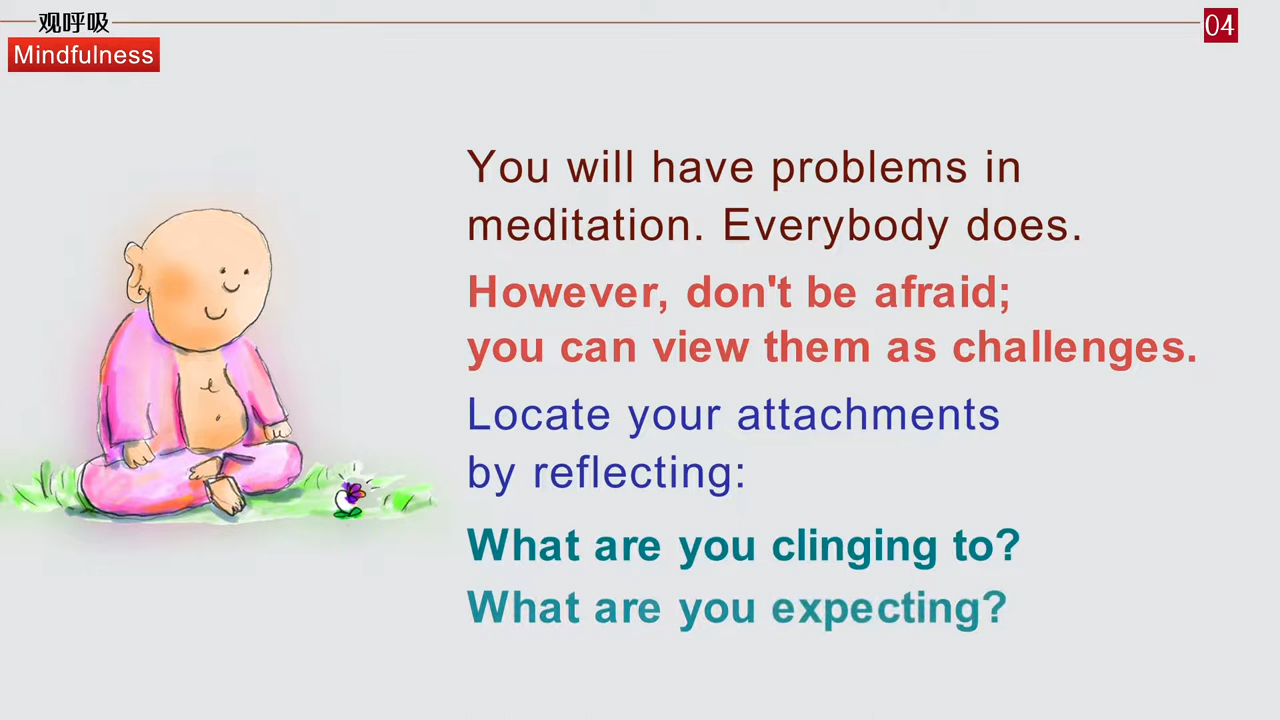 观呼吸
04
Mindfulness
You will have problems in
meditation. Everybody does.
However, don't be afraid;
you can view them as challenges.
Locate your attachments
by reflecting:
What are you clinging to?
What are you expecting?